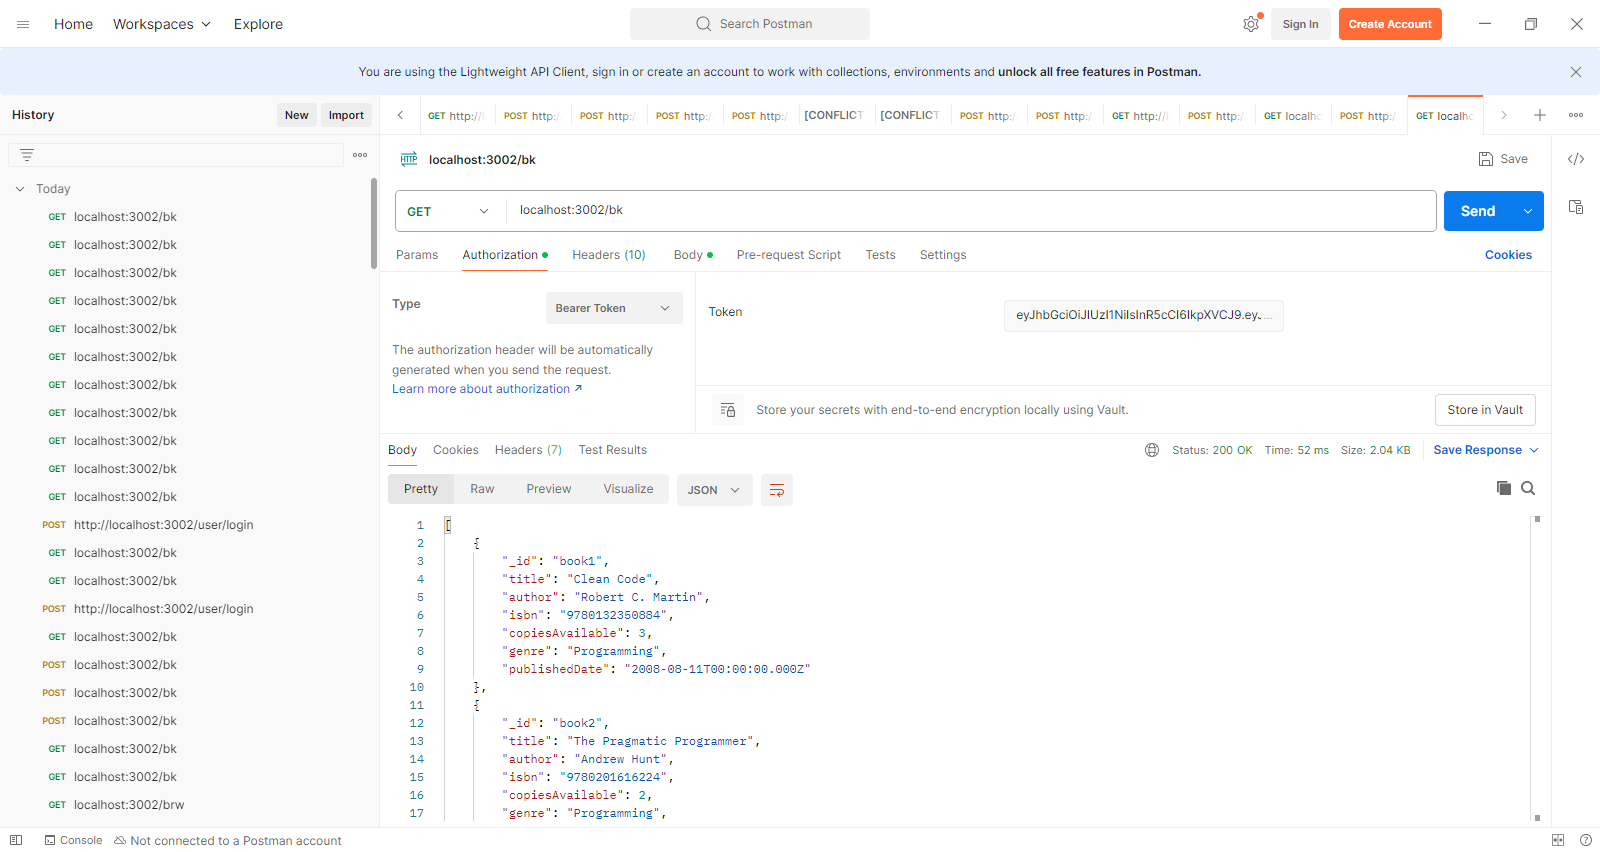 Home Workspaces Explore Search Postman Sign In Create Account
You are using the Lightweight API Client, sign in or create an account to work with collections, environments and unlock all free features in Postman.
History New Import
GET http:// POST http:/ POST http:/ POST http:/ POST http:/ [CONFLICT [CONFLICT POST http:/ POST http:/ GET http:// POST http:/ GET localho POST http:/ GET localho
HTTP localhost:3002/bk Save
Today
GET localhost:3002/bk
GET localhost:3002/bk
GET localhost:3002/bk
GET localhost:3002/bk
GET localhost:3002/bk
GET localhost:3002/bk
GET localhost:3002/bk
GET localhost:3002/bk
GET localhost:3002/bk
GET localhost:3002/bk
GET localhost:3002/bk
POST http://localhost:3002/user/login
GET localhost:3002/bk
GET localhost:3002/bk
POST http://localhost:3002/user/login
GET localhost:3002/bk
POST localhost:3002/bk
POST localhost:3002/bk
POST localhost:3002/bk
GET localhost:3002/bk
GET localhost:3002/bk
GET localhost:3002/brw
GET localhost:3002/bk Send
Params Authorization Headers (10) Body Pre-request Script Tests Settings Cookies
Type Bearer Token
The authorization header will be automatically
generated when you send the request.
Learn more about authorization ↗
Token eyJhbGciOiJIUzI1NiIsInR5cCI6IkpXVCJ9.eyJ...
Store your secrets with end-to-end encryption locally using Vault. Store in Vault
Body Cookies Headers (7) Test Results Status: 200 OK Time: 52 ms Size: 2.04 KB Save Response
Pretty Raw Preview Visualize JSON
1 [
2 {
3 "_id": "book1",
4 "title": "Clean Code",
5 "author": "Robert C. Martin",
6 "isbn": "9780132350884",
7 "copiesAvailable": 3,
8 "genre": "Programming",
9 "publishedDate": "2008-08-11T00:00:00.000Z"
10 },
11 {
12 "_id": "book2",
13 "title": "The Pragmatic Programmer",
14 "author": "Andrew Hunt",
15 "isbn": "9780201616224",
16 "copiesAvailable": 2,
17 "genre": "Programming",
Console Not connected to a Postman account